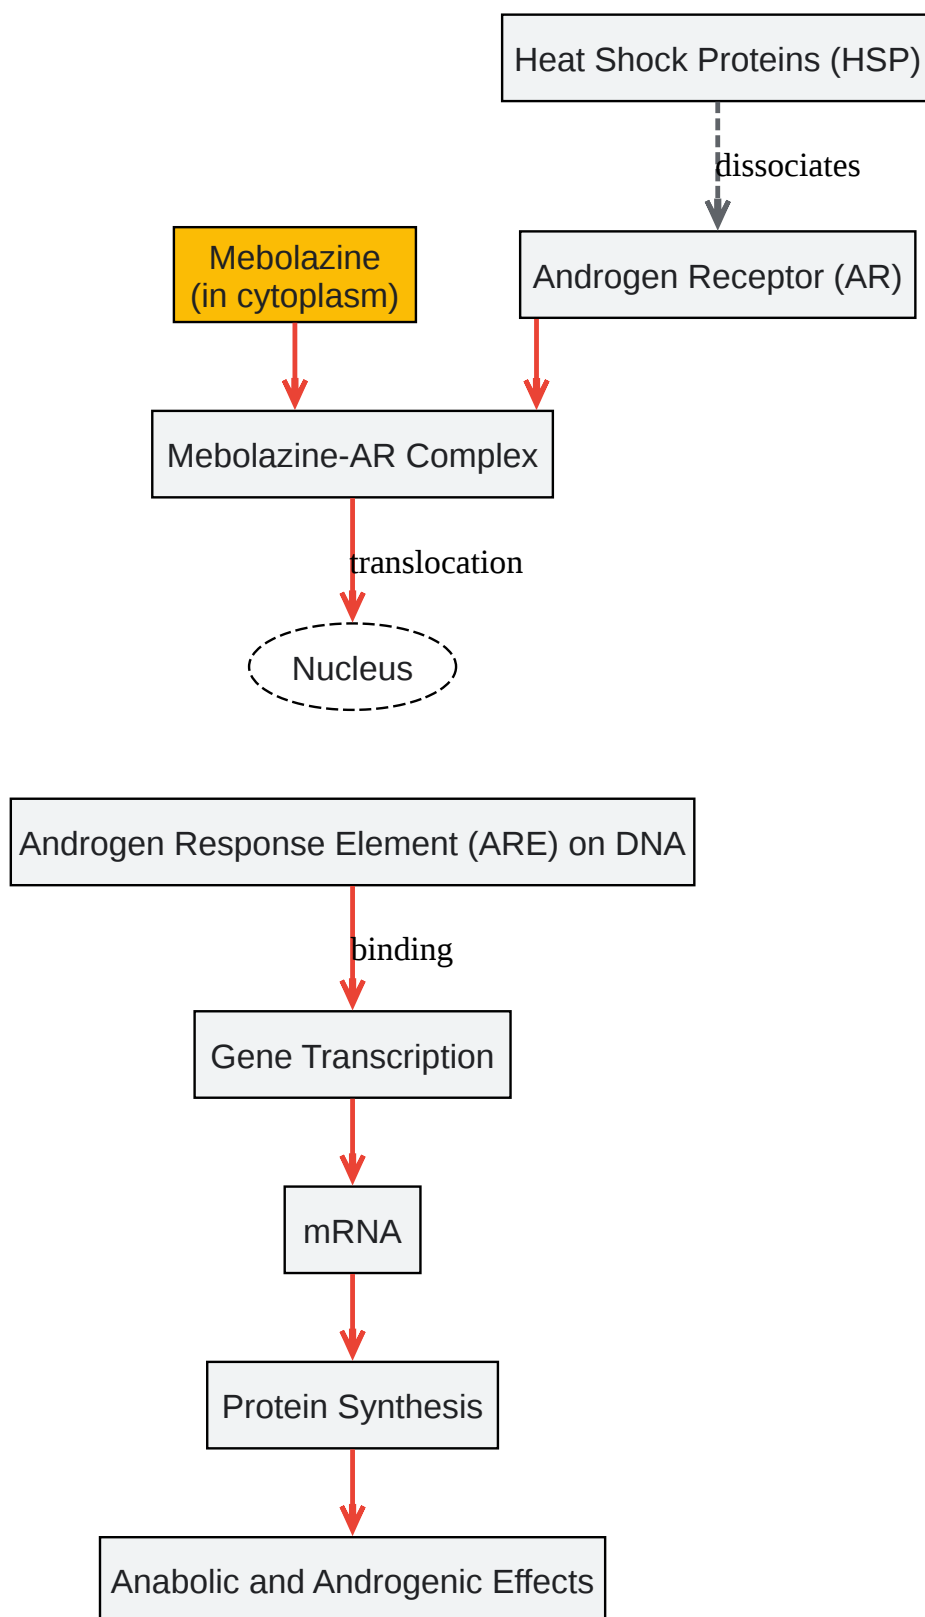 Heat Shock Proteins (HSP)
dissociates
Mebolazine
(in cytoplasm)
Androgen Receptor (AR)
Mebolazine-AR Complex
translocation
Nucleus
Androgen Response Element (ARE) on DNA
binding
Gene Transcription
mRNA
Protein Synthesis
Anabolic and Androgenic Effects